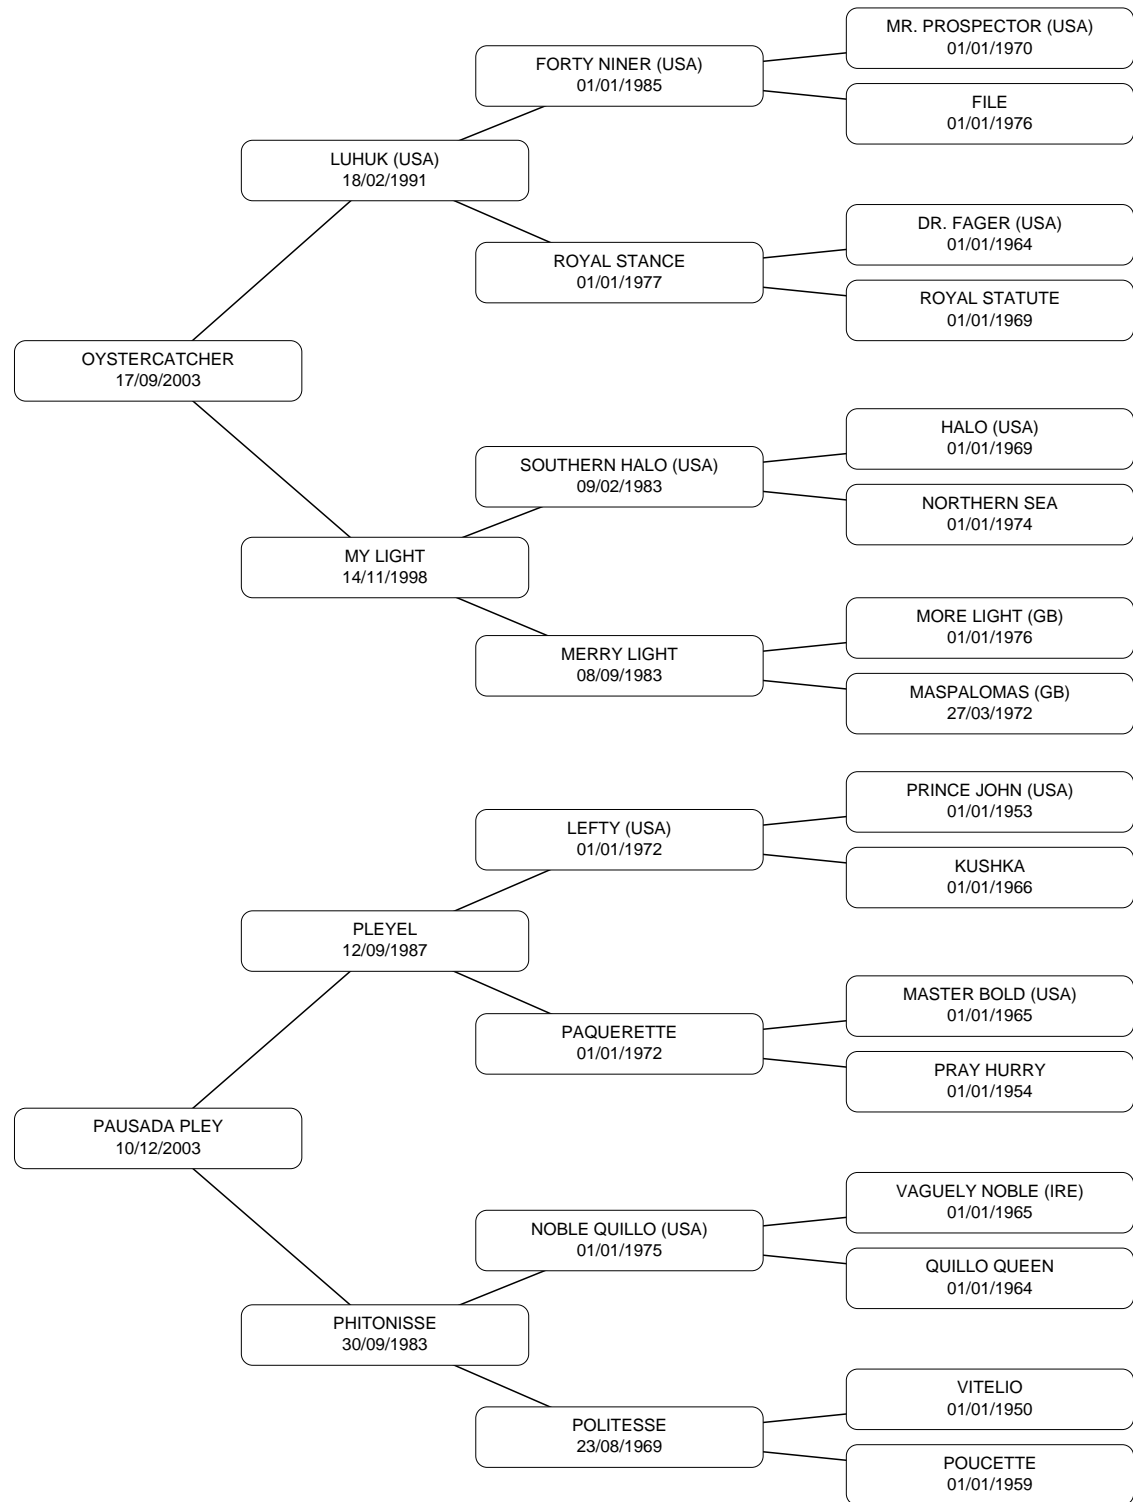 MR. PROSPECTOR (USA)
01/01/1970
FORTY NINER (USA)
01/01/1985
FILE
01/01/1976
LUHUK (USA)
18/02/1991
DR. FAGER (USA)
01/01/1964
ROYAL STANCE
01/01/1977
ROYAL STATUTE
01/01/1969
OYSTERCATCHER
17/09/2003
HALO (USA)
01/01/1969
SOUTHERN HALO (USA)
09/02/1983
NORTHERN SEA
01/01/1974
MY LIGHT
14/11/1998
MORE LIGHT (GB)
01/01/1976
MERRY LIGHT
08/09/1983
MASPALOMAS (GB)
27/03/1972
PRINCE JOHN (USA)
01/01/1953
LEFTY (USA)
01/01/1972
KUSHKA
01/01/1966
PLEYEL
12/09/1987
MASTER BOLD (USA)
01/01/1965
PAQUERETTE
01/01/1972
PRAY HURRY
01/01/1954
PAUSADA PLEY
10/12/2003
VAGUELY NOBLE (IRE)
01/01/1965
NOBLE QUILLO (USA)
01/01/1975
QUILLO QUEEN
01/01/1964
PHITONISSE
30/09/1983
VITELIO
01/01/1950
POLITESSE
23/08/1969
POUCETTE
01/01/1959